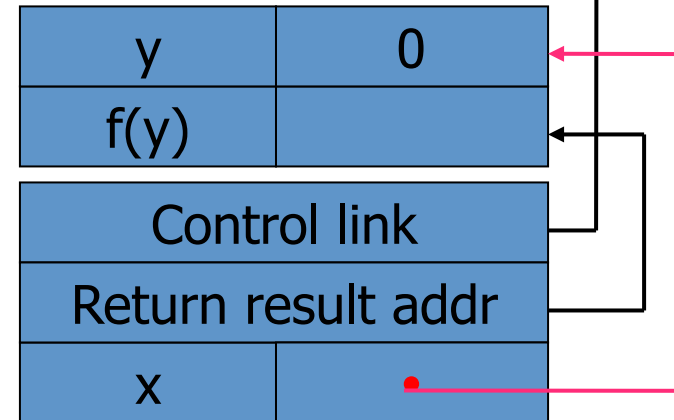 y 0
f(y)
Control link
Return result addr
x